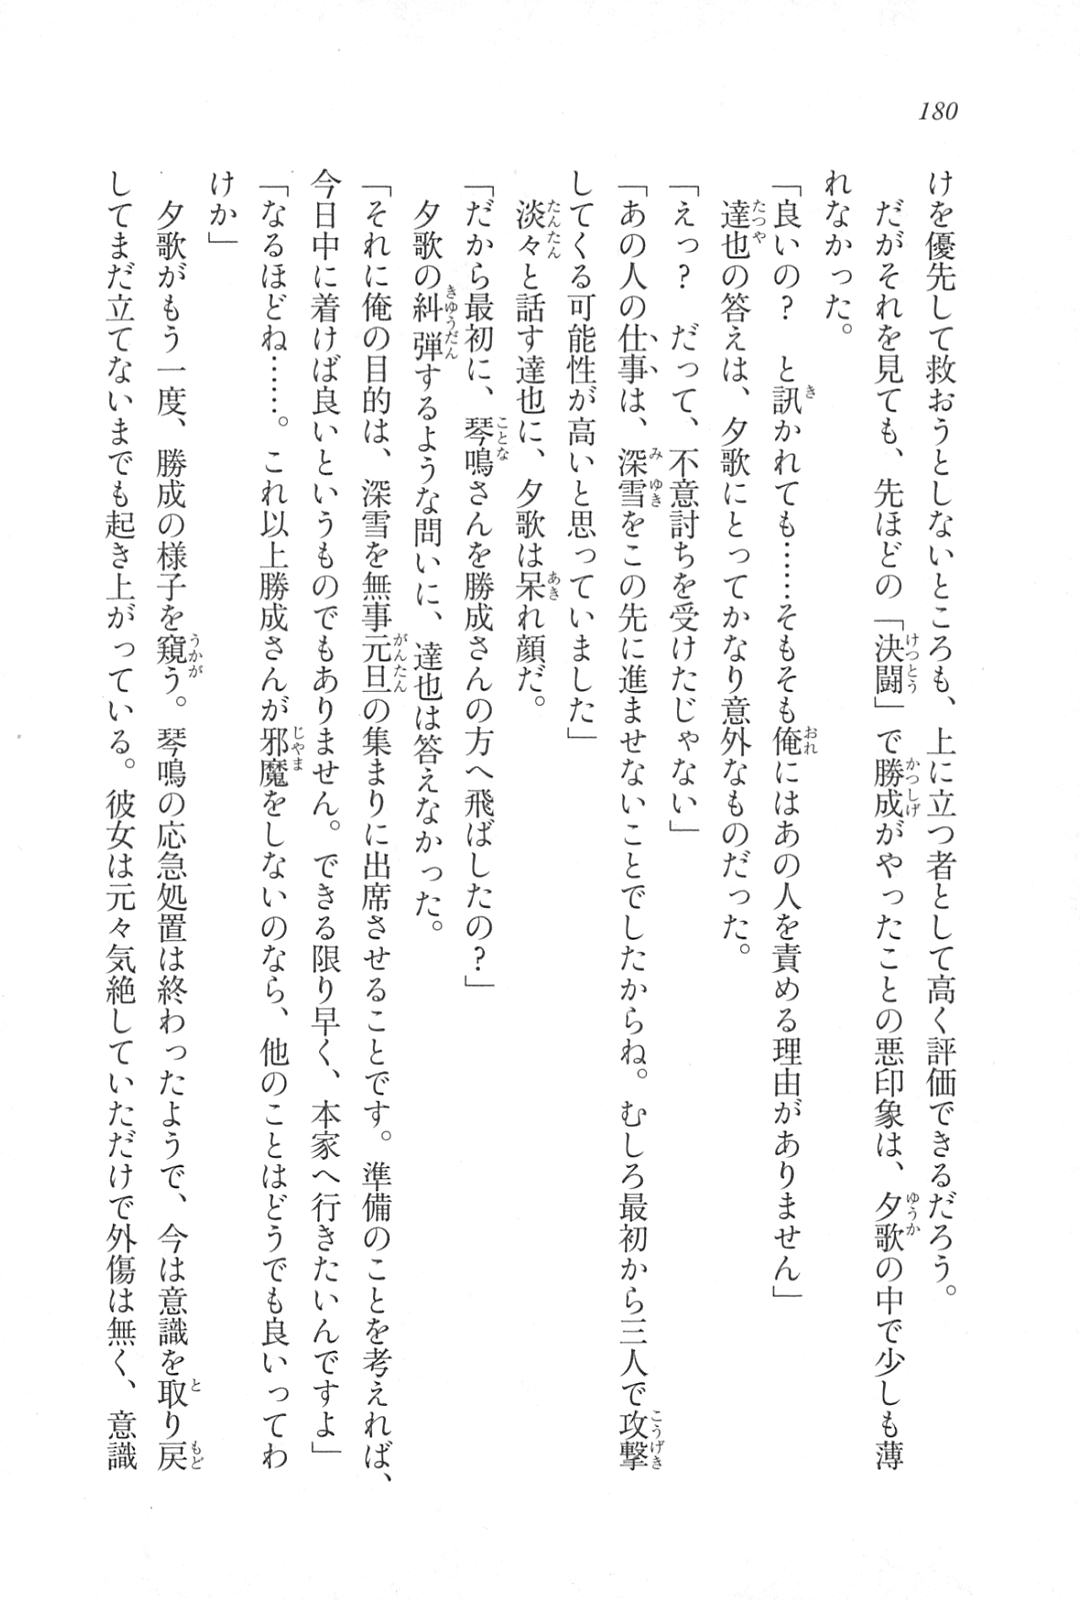 180
けを優先して救おうとしないところも、上に立つ者として高く評価できるだろう。
　だがそれを見ても、先ほどの「決闘」で勝成がやったことの悪印象は、夕歌の中で少しも薄
れなかった。
「良いの？　と訊かれても……そもそも俺にはあの人を責める理由がありません」
　達也の答えは、夕歌にとってかなり意外なものだった。
「えっ？　だって、不意討ちを受けたじゃない」
「あの人の仕事は、深雪をこの先に進ませないことでしたからね。むしろ最初から三人で攻撃
してくる可能性が高いと思っていました」
　淡々と話す達也に、夕歌は呆れ顔だ。
「だから最初に、琴鳴さんを勝成さんの方へ飛ばしたの？」
　夕歌の糾弾するような問いに、達也は答えなかった。
「それに俺の目的は、深雪を無事元旦の集まりに出席させることです。準備のことを考えれば、
今日中に着けば良いというものでもありません。できる限り早く、本家へ行きたいんですよ」
「なるほどね……。これ以上勝成さんが邪魔をしないのなら、他のことはどうでも良いってわ
けか」
　夕歌がもう一度、勝成の様子を窺う。琴鳴の応急処置は終わったようで、今は意識を取り戻
してまだ立てないまでも起き上がっている。彼女は元々気絶していただけで外傷は無く、意識